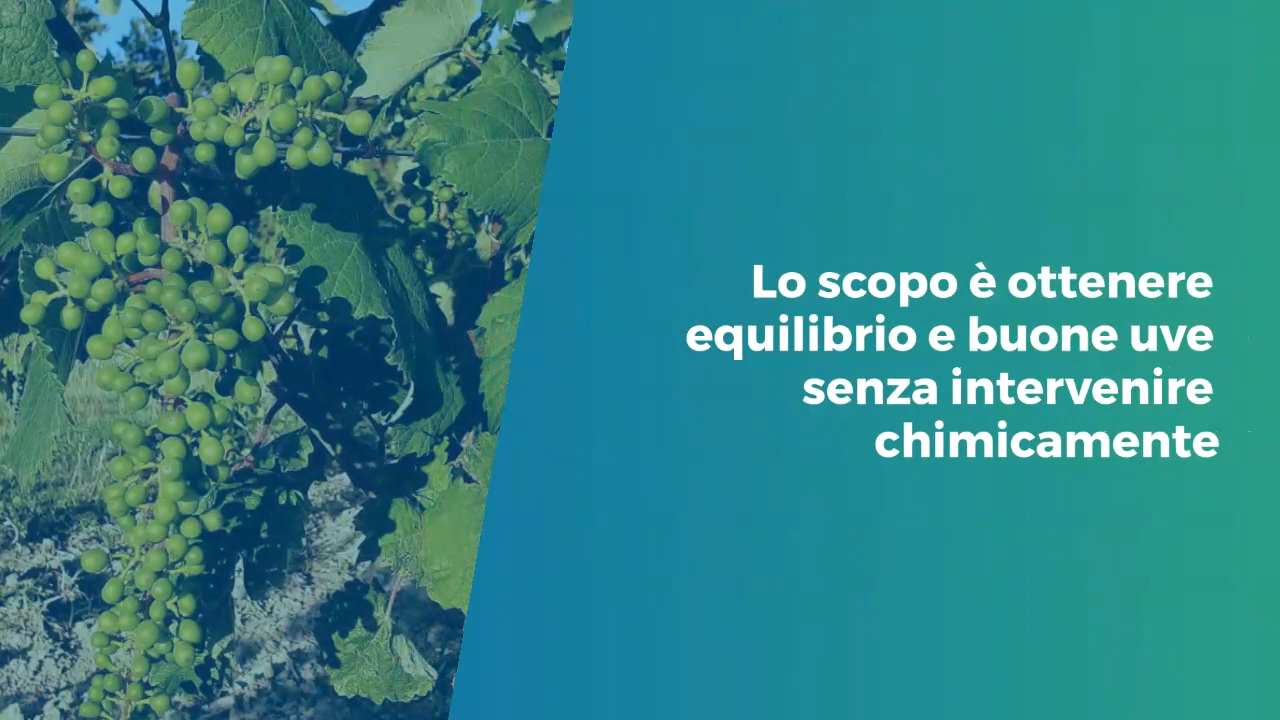 Lo scopo è ottenere
equilibrio e buone uve
senza intervenire
chimicamente